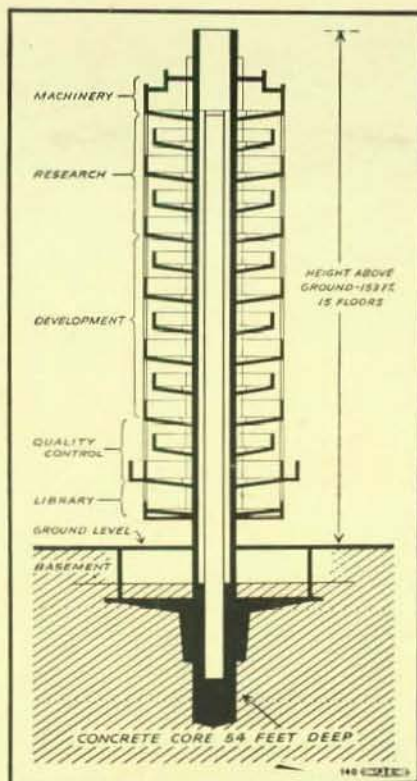 MACHINERY
RESEARCH
HEIGHT ABOVE
GROUND-153 FT.
15 FLOORS
DEVELOPMENT
QUALITY
CONTROL
LIBRARY
GROUND LEVEL
BASEMENT
CONCRETE CORE 54 FEET DEEP